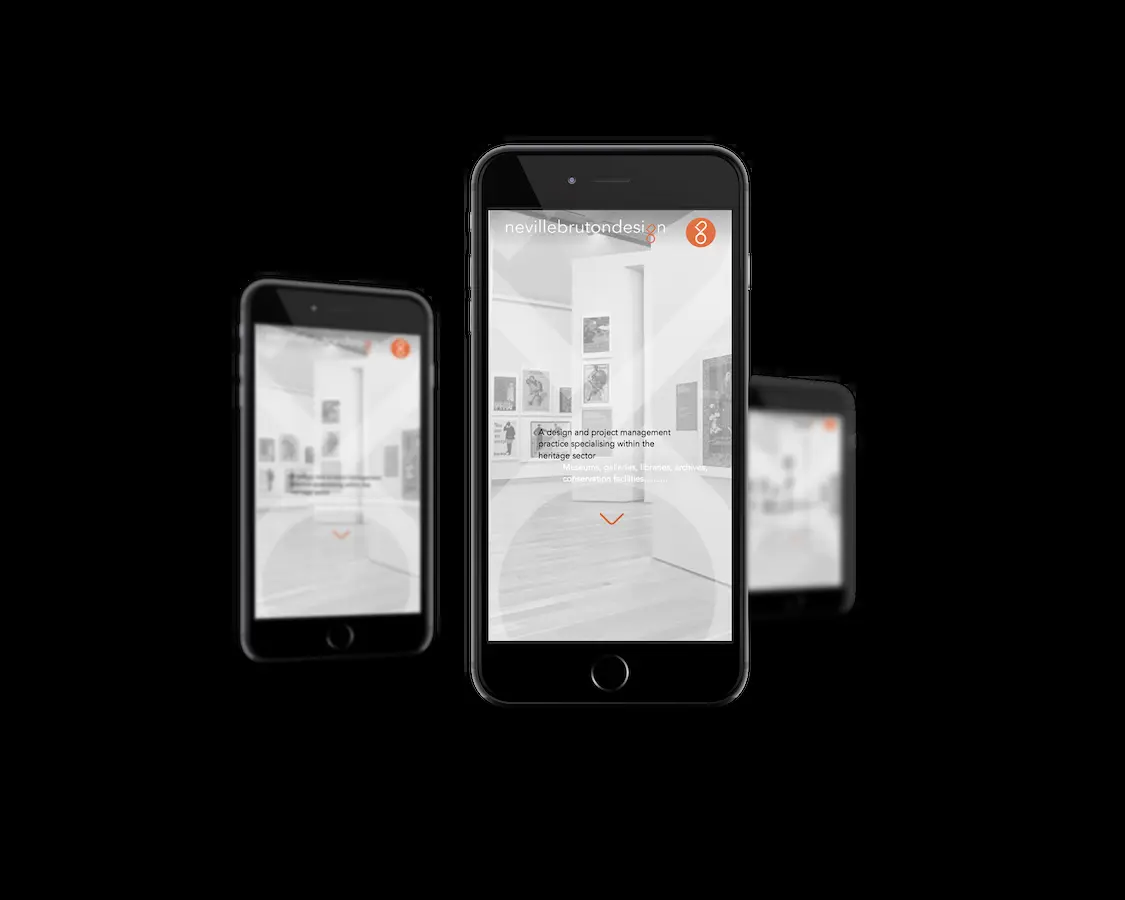 nevillebrutondesign
A design and project management
practice specialising within the
heritage sector
Museums, galleries, libraries, archives,
conservation facilities